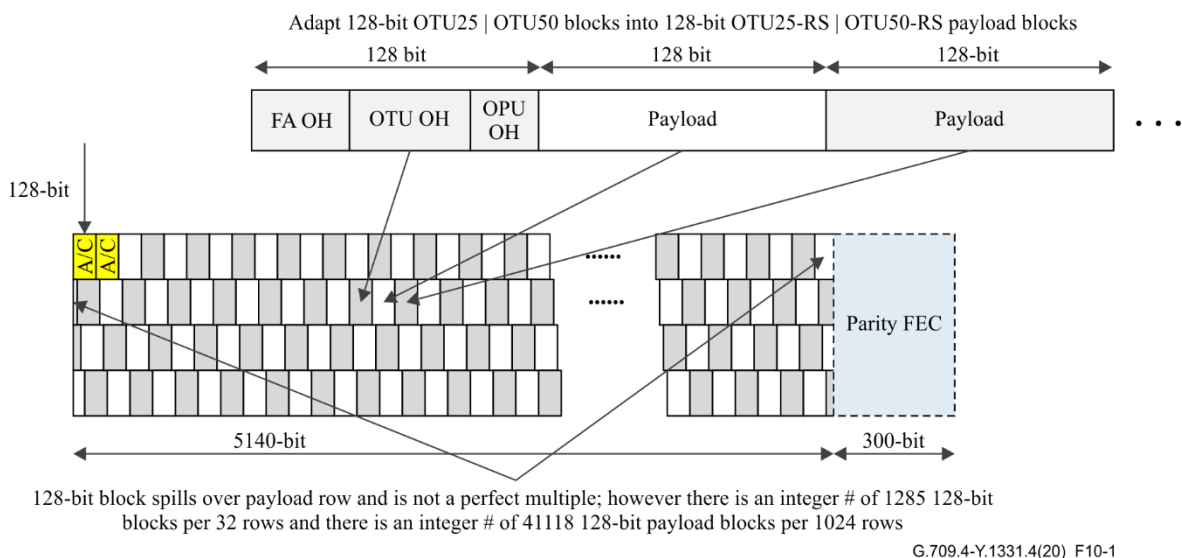 Adapt 128-bit OTU25 | OTU50 blocks into 128-bit OTU25-RS | OTU50-RS payload blocks
128 bit
128 bit
128-bit
FA OH
OTU OH
OPU
OH
Payload
Payload
. . .
128-bit
A/C
A/C
......
......
Parity FEC
5140-bit
300-bit
128-bit block spills over payload row and is not a perfect multiple; however there is an integer # of 1285 128-bit
blocks per 32 rows and there is an integer # of 41118 128-bit payload blocks per 1024 rows
G.709.4-Y.1331.4(20)_F10-1